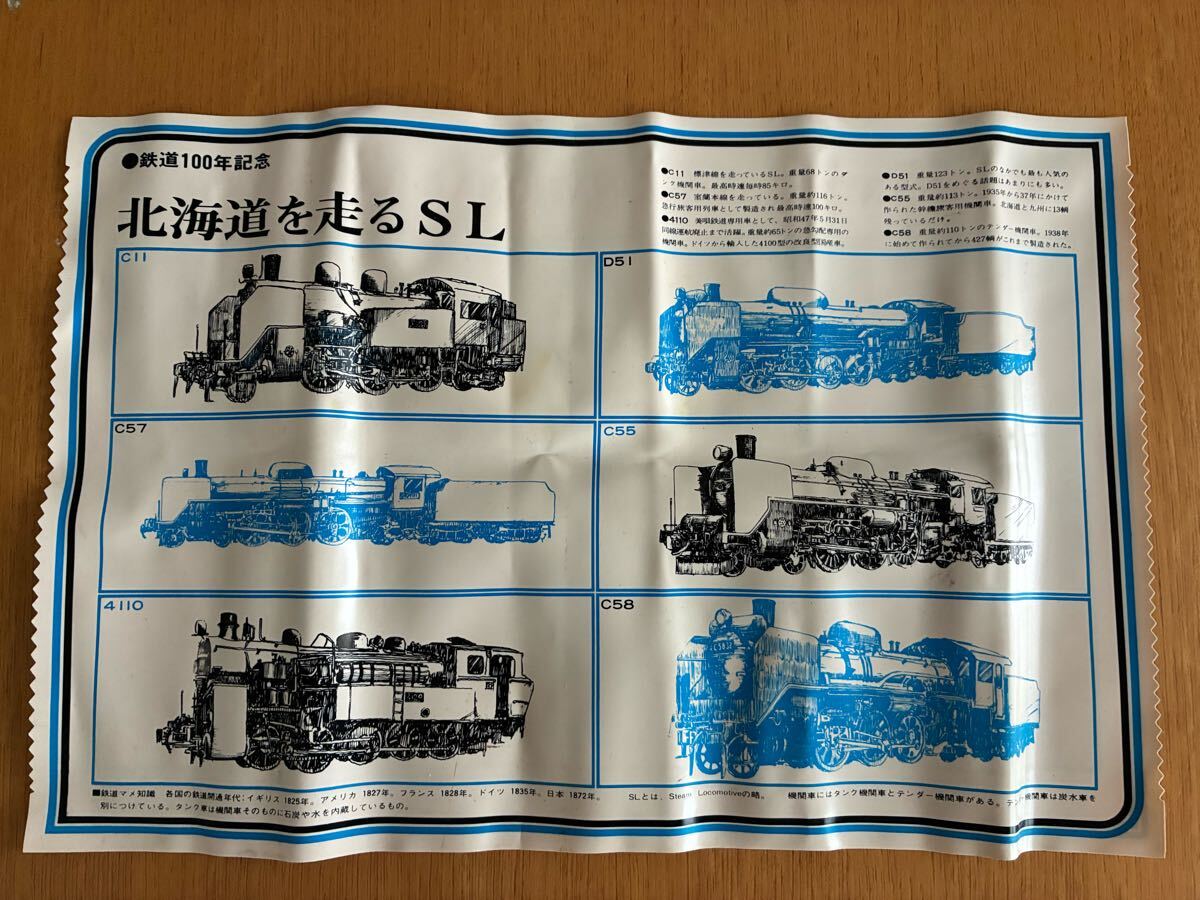 ●鉄道100年記念
北海道を走るSL
●C11 標津線を走っているSL。重量68トンのタ
ンク機関車。最高時速毎時85キロ。
●C57 室蘭本線を走っている。重量約116トン。
急行旅客用列車として製造され最高時速100キロ。
●4110 美唄鉄道専用車として、昭和47年5月31日
同線運航廃止まで活躍。重量約65トンの急勾配専用の
機関車。ドイツから輸入した4100型の改良型国産車。
●D51 重量123トン。SLのなかでも最も人気の
ある型式。D51をめぐる話題はあまりにも多い。
●C55 重量約113トン。1935年から37年にかけて
作られた幹線旅客用機関車。北海道と九州に13輌
残っているだけ。
●C58 重量約110トンのテンダー機関車。1938年
に始めて作られてから427輌がこれまで製造された。
C11
D51
C57
C55
4110
C58
■鉄道マメ知識 各国の鉄道開通年代；イギリス 1825年。アメリカ 1827年。フランス 1828年。ドイツ 1835年。日本 1872年。 SLとは、Steam Locomotiveの略。 機関車にはタンク機関車とテンダー機関車がある。テンダー機関車は炭水車を
別につけている。タンク車は機関車そのものに石炭や水を内蔵しているもの。